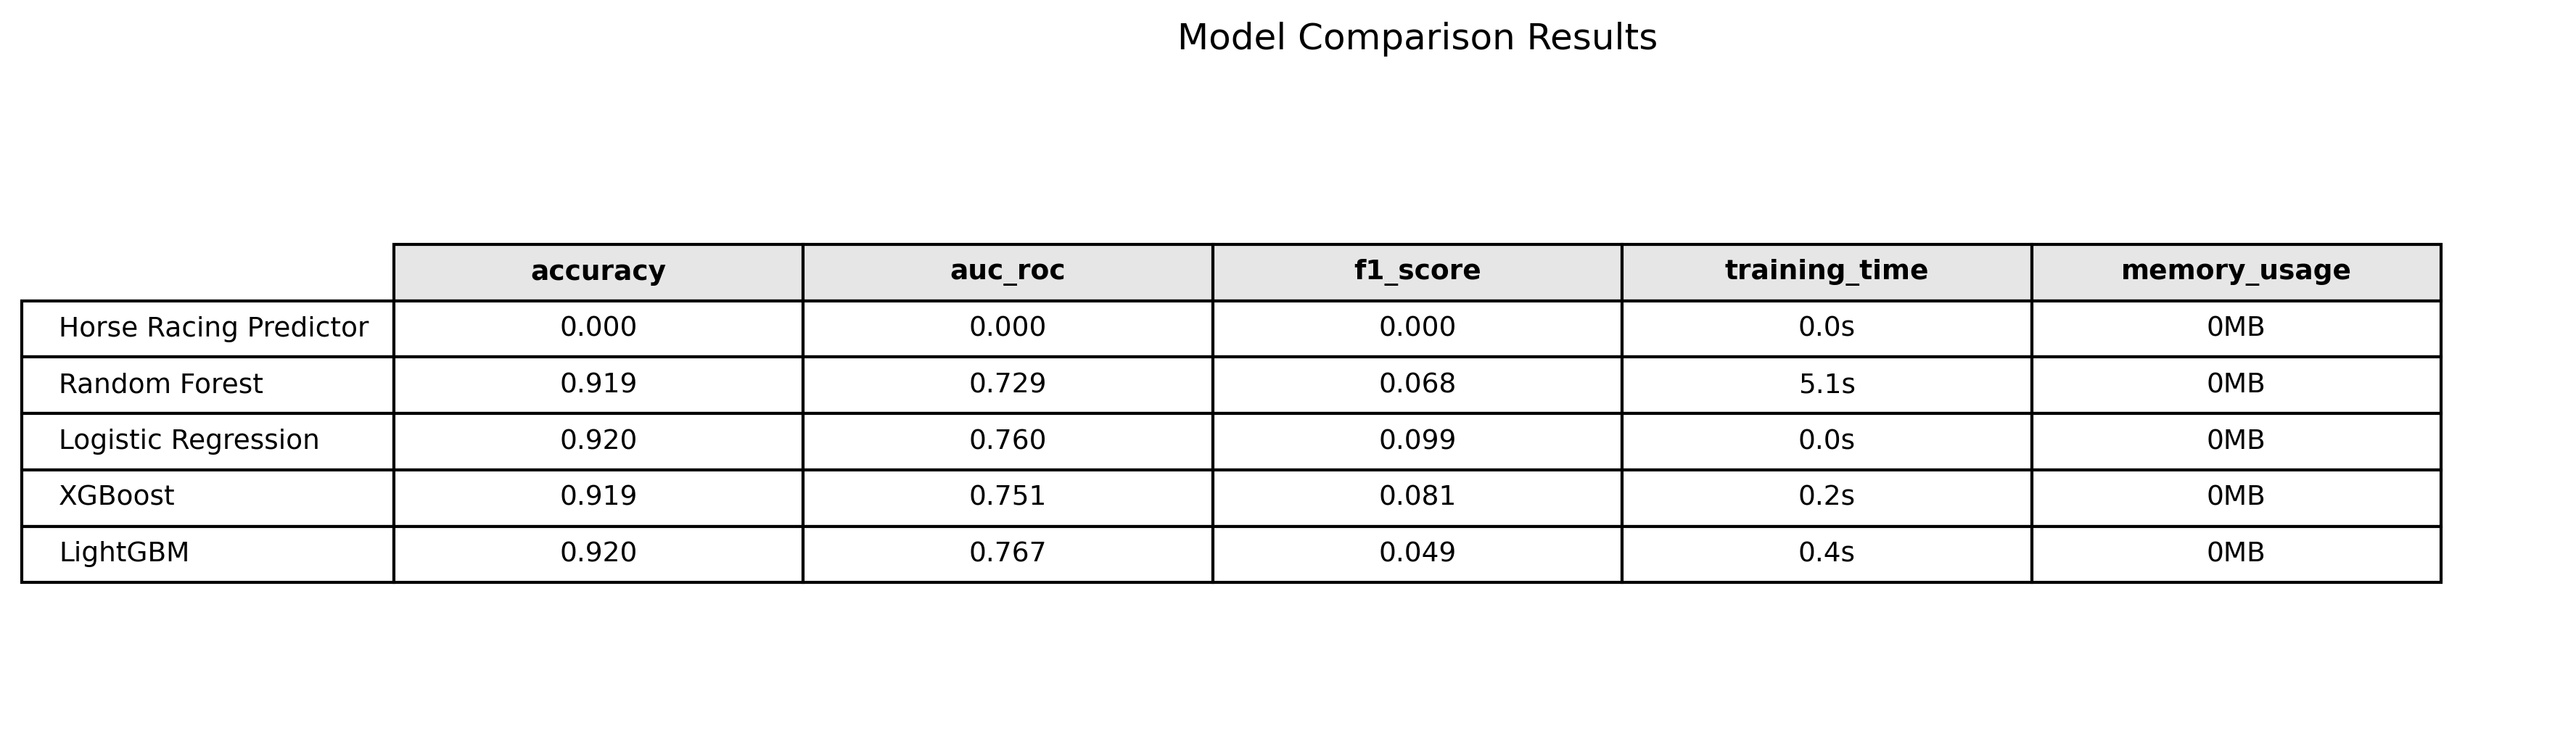 Model Comparison Results
accuracy auc_roc f1_score training_time memory_usage
Horse Racing Predictor 0.000 0.000 0.000 0.0s 0MB
Random Forest 0.919 0.729 0.068 5.1s 0MB
Logistic Regression 0.920 0.760 0.099 0.0s 0MB
XGBoost 0.919 0.751 0.081 0.2s 0MB
LightGBM 0.920 0.767 0.049 0.4s 0MB